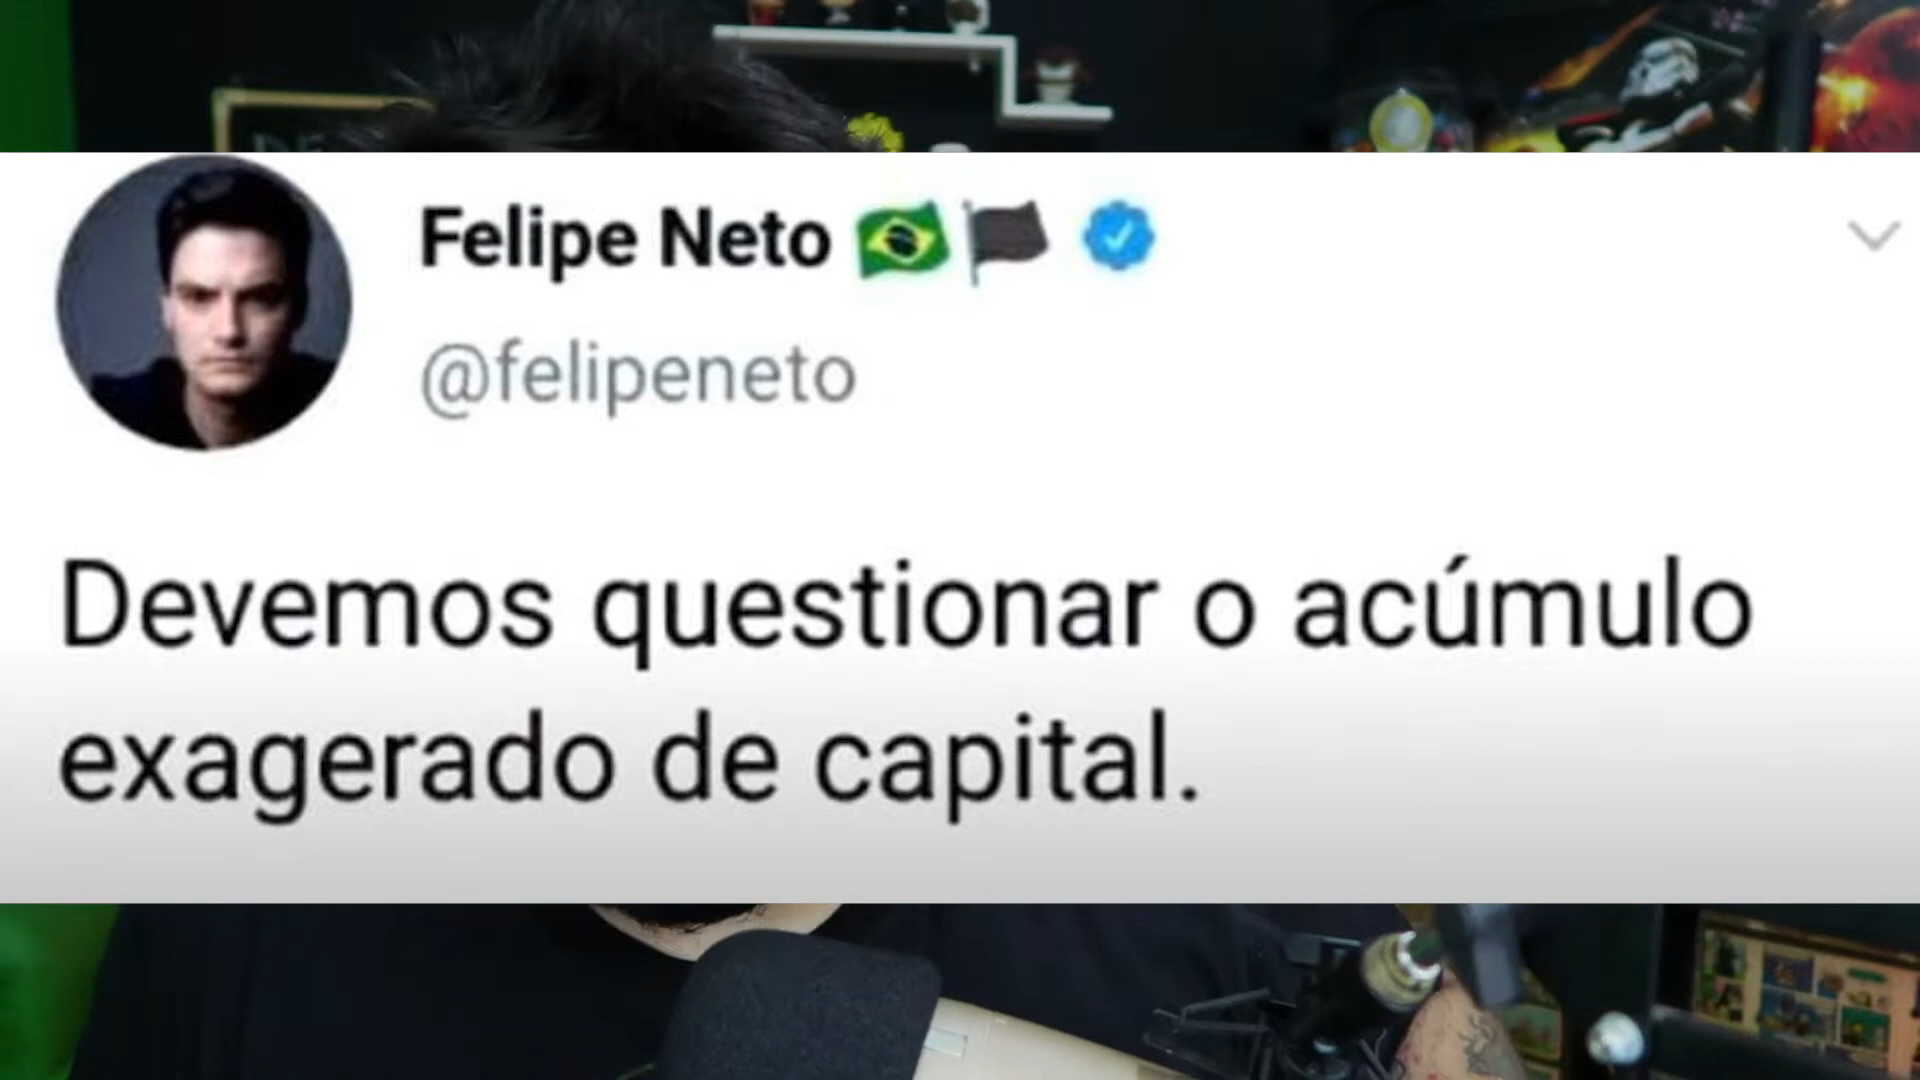 Felipe Neto
@felipeneto
Devemos questionar o acúmulo
exagerado de capital.